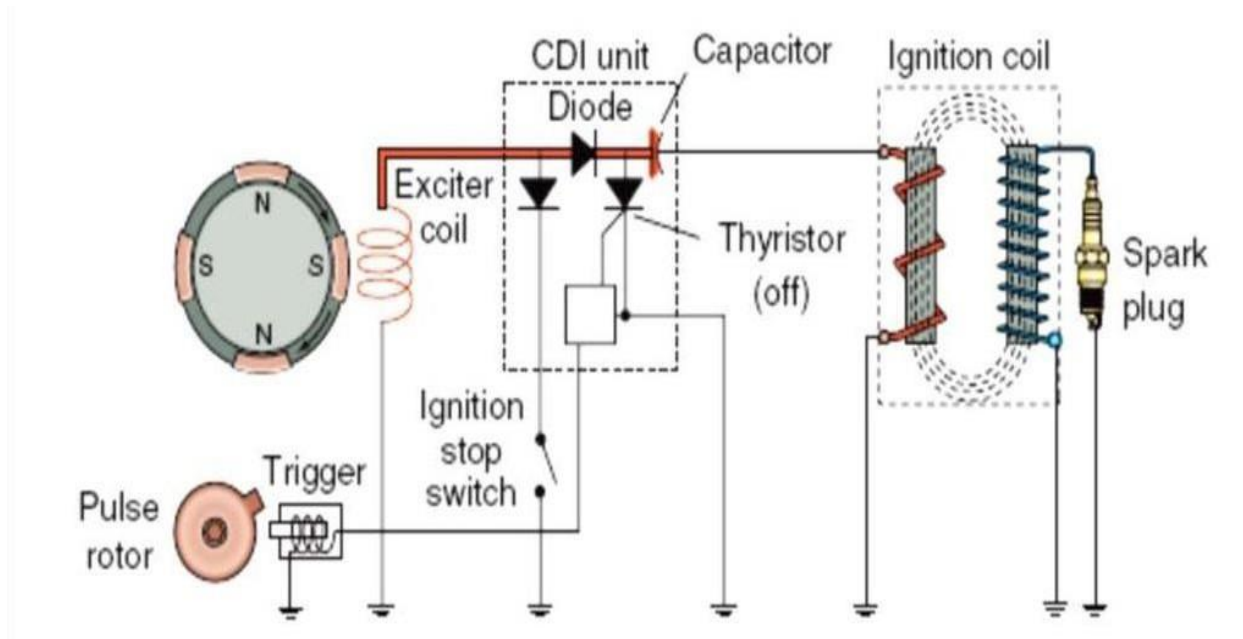 CDI unit
Capacitor
Ignition coil
Diode
Exciter
coil
N
S
S
N
Thyristor
(off)
Spark
plug
Ignition
stop
switch
Trigger
Pulse
rotor